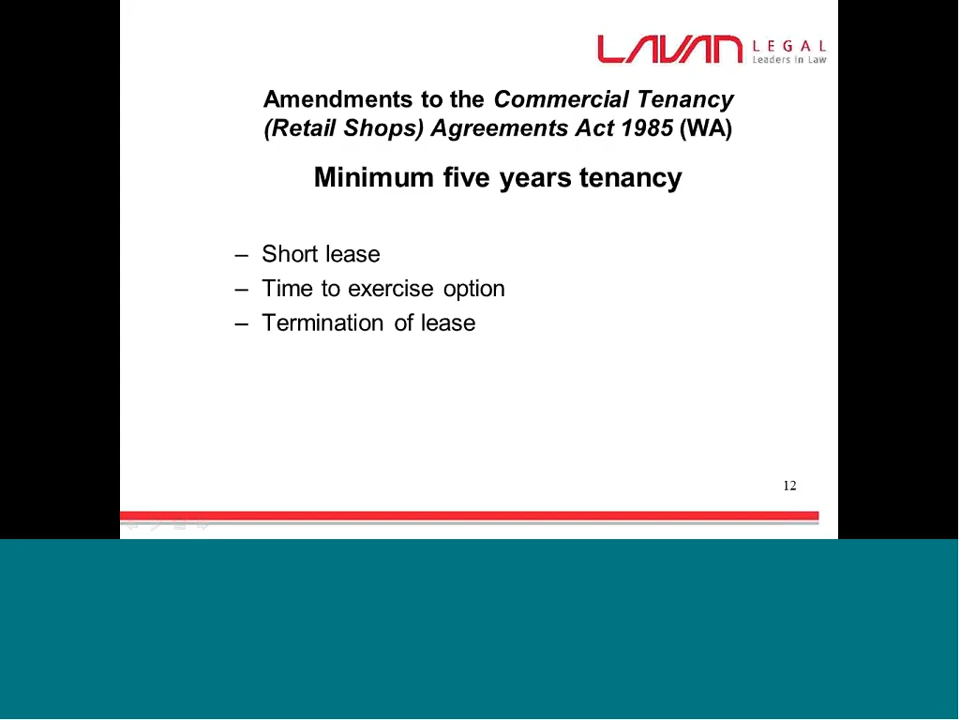 LAVAN LEGAL
Leaders in Law
Amendments to the Commercial Tenancy
(Retail Shops) Agreements Act 1985 (WA)
Minimum five years tenancy
– Short lease
– Time to exercise option
– Termination of lease
12